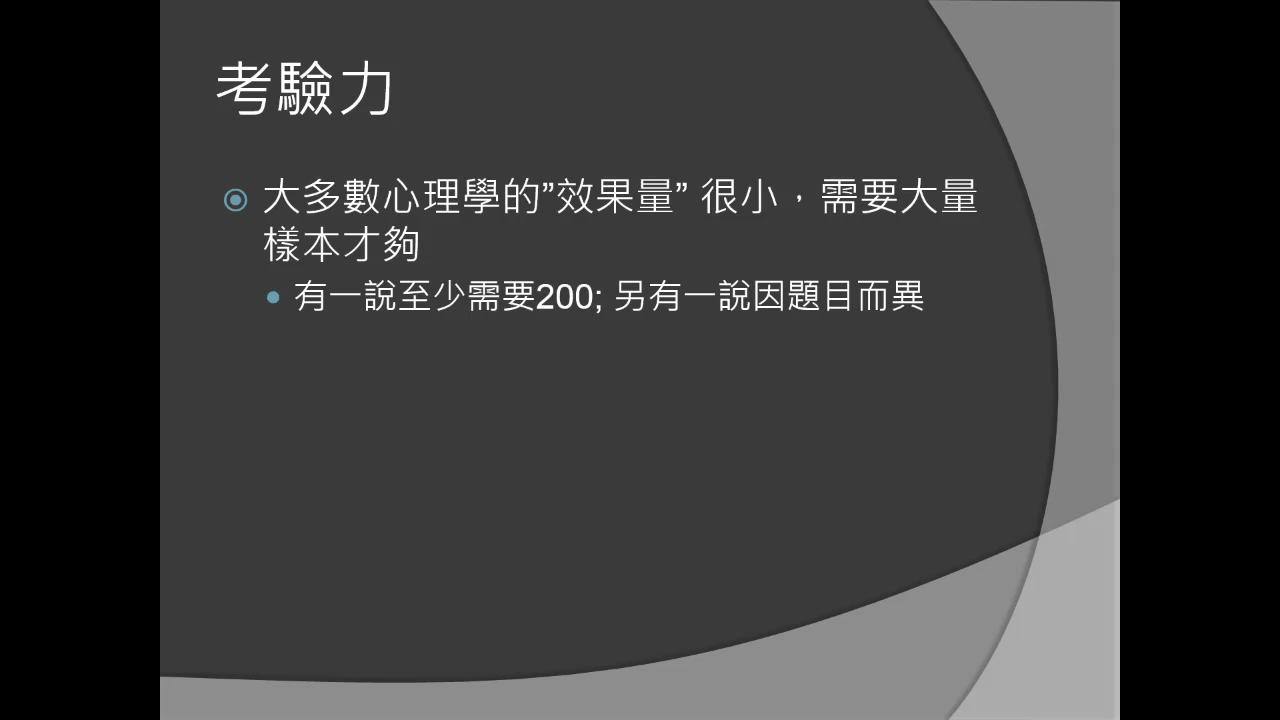 考驗力
大多數心理學的”效果量” 很小，需要大量
樣本才夠
有一說至少需要200; 另有一說因題目而異